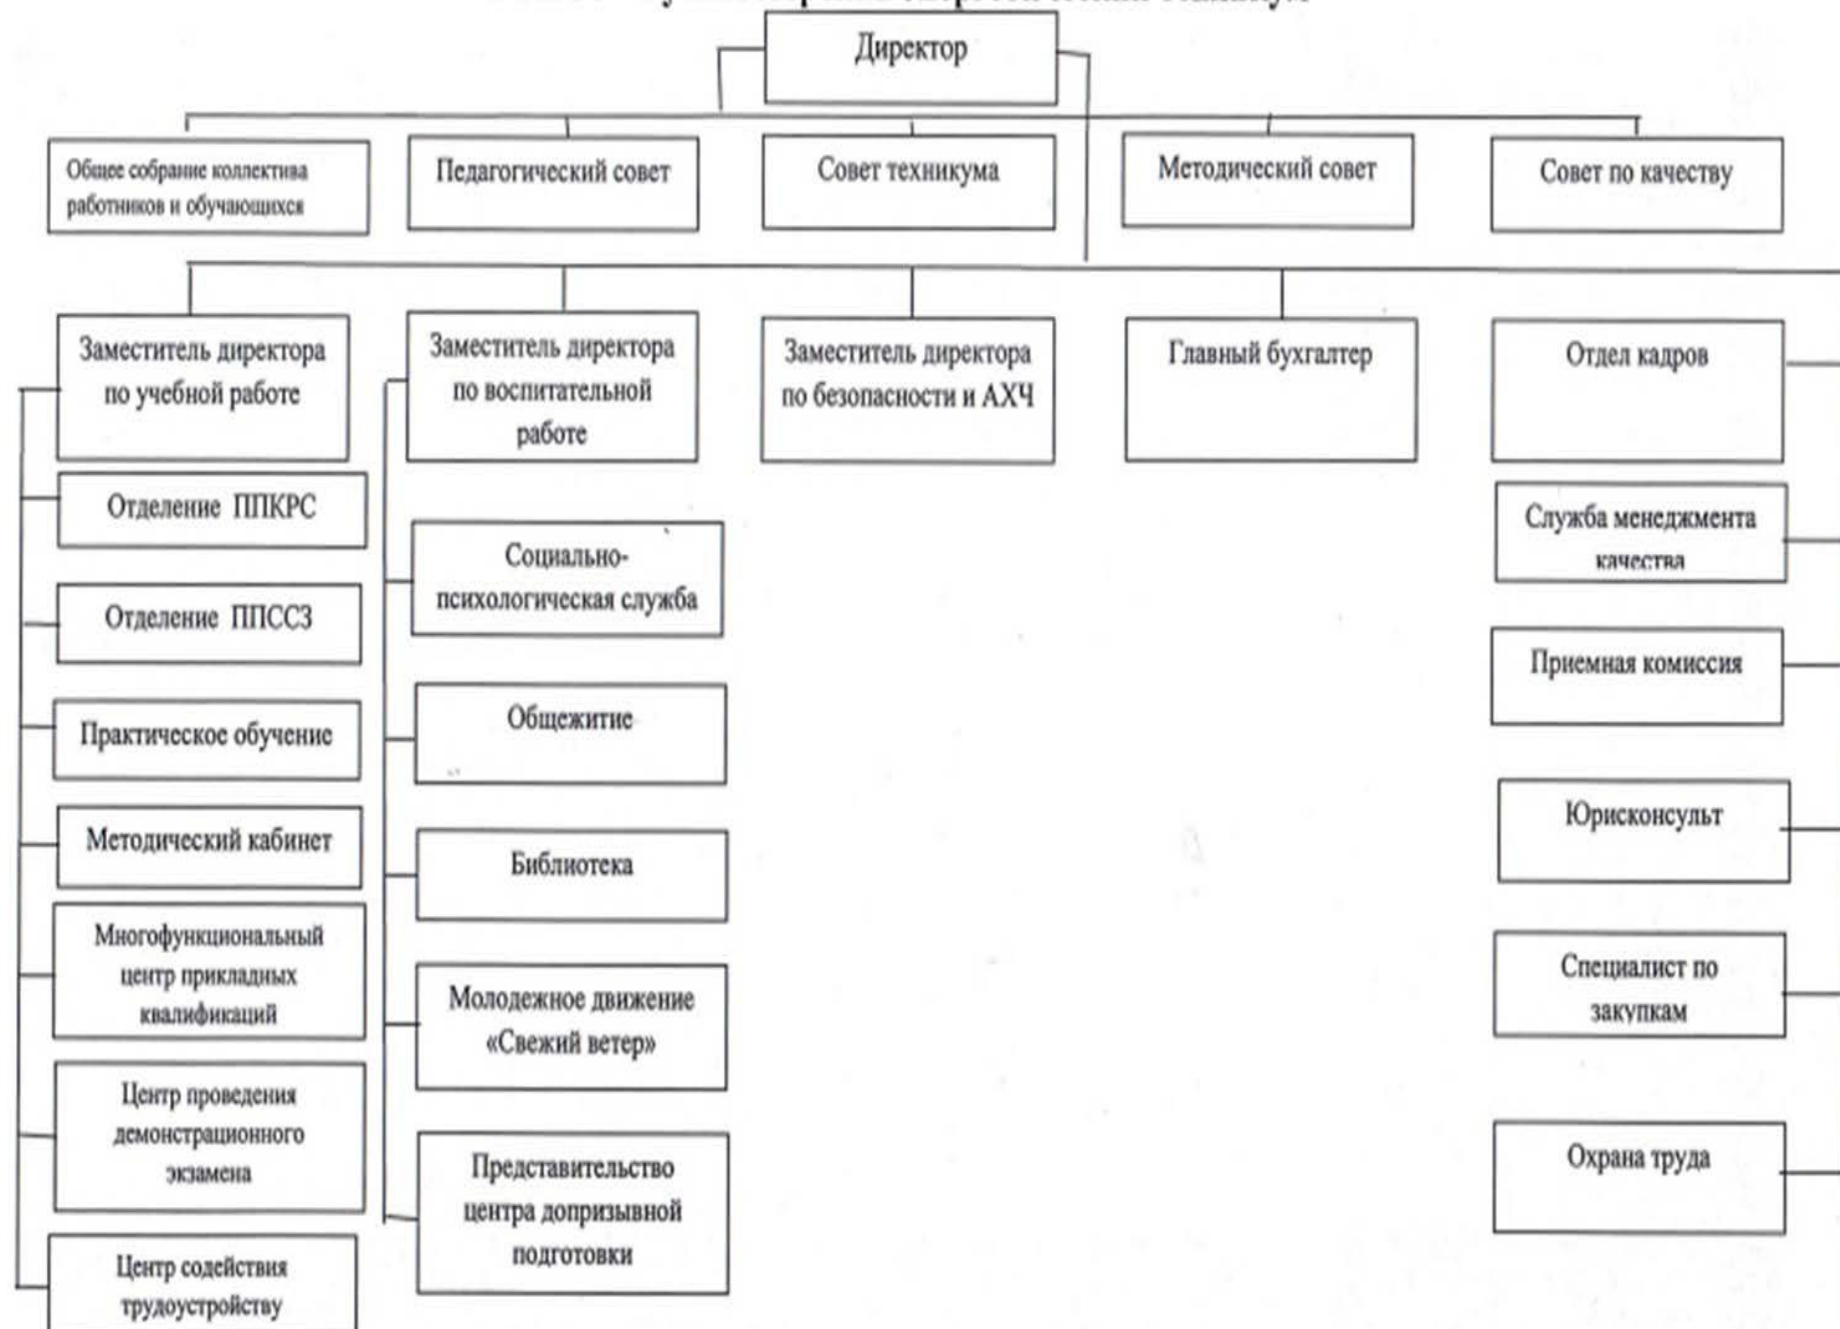 Директор
Общее собрание коллектива
работников и обучающихся
Педагогический совет
Совет техникума
Методический совет
Совет по качеству
Заместитель директора
по учебной работе
Заместитель директора
по воспитательной
работе
Заместитель директора
по безопасности и АХЧ
Главный бухгалтер
Отдел кадров
Отделение ППКРС
Отделение ППССЗ
Практическое обучение
Методический кабинет
Многофункциональный
центр прикладных
квалификаций
Центр проведения
демонстрационного
экзамена
Центр содействия
трудоустройству
Социально-
психологическая служба
Общежитие
Библиотека
Молодежное движение
«Свежий ветер»
Представительство
центра допризывной
подготовки
Служба менеджмента
качества
Приемная комиссия
Юрисконсульт
Специалист по
закупкам
Охрана труда